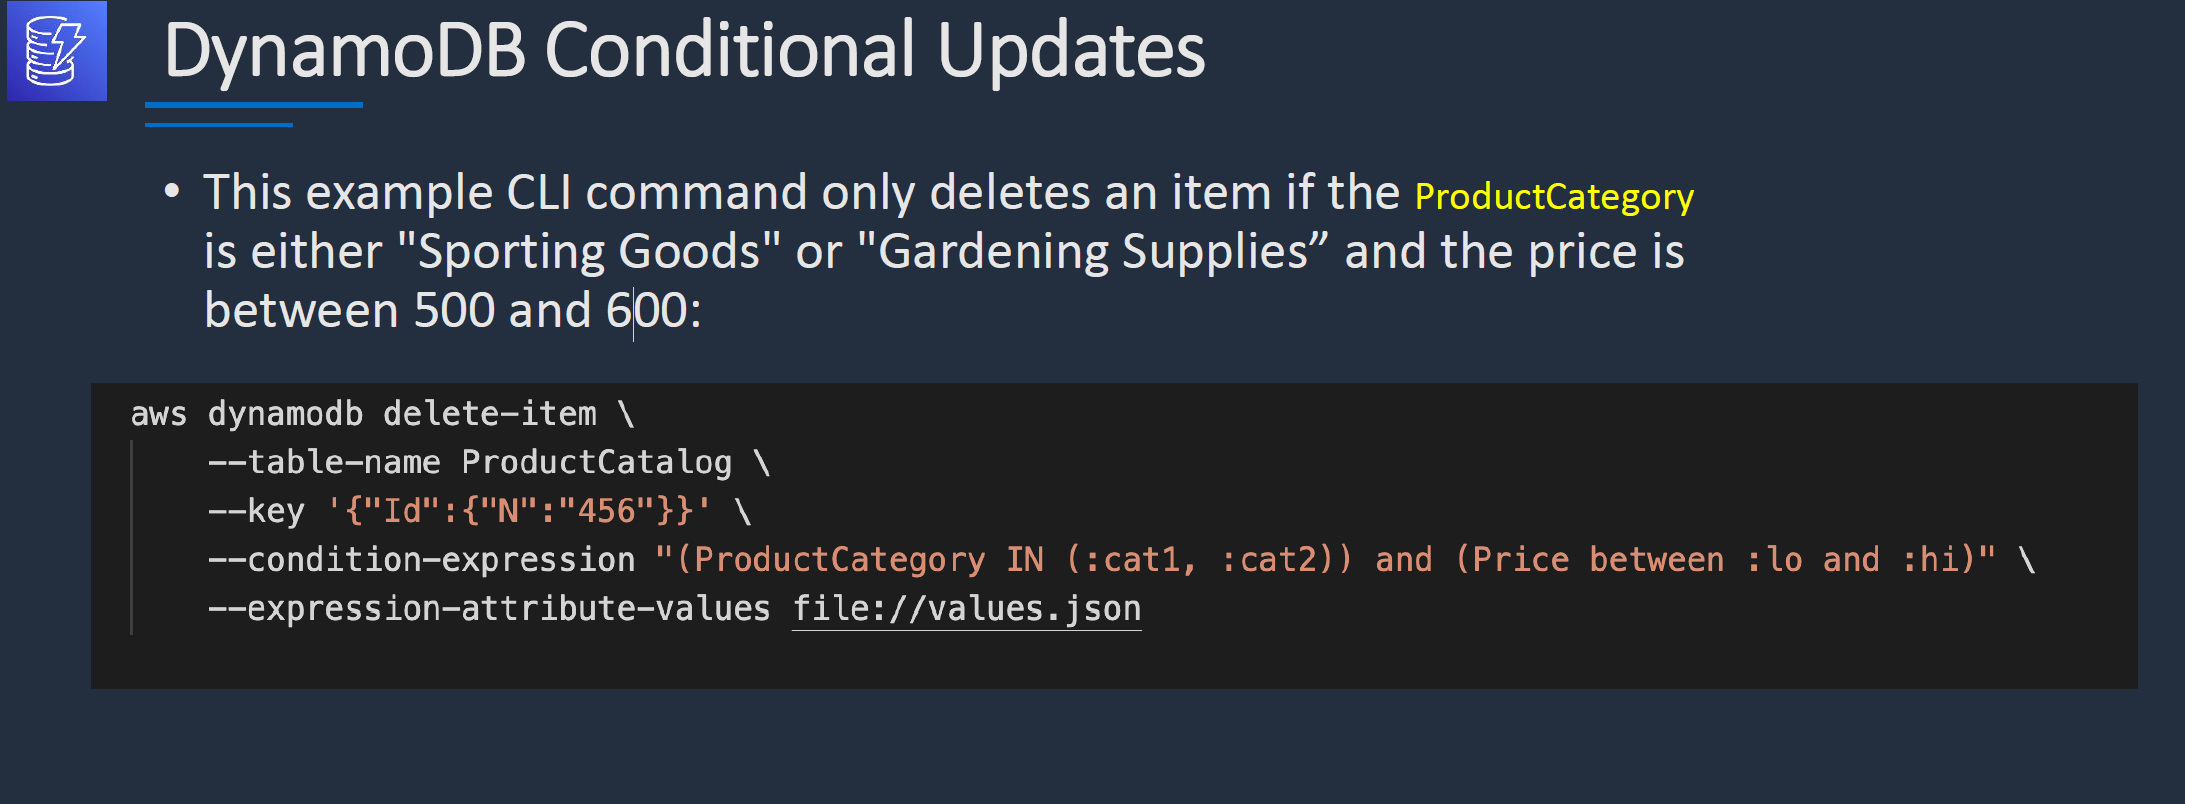 DynamoDB Conditional Updates
• This example CLI command only deletes an item if the ProductCategory
is either "Sporting Goods" or "Gardening Supplies” and the price is
between 500 and 600:
aws dynamodb delete-item \
--table-name ProductCatalog \
--key '{"Id":{"N":"456"}}' \
--condition-expression "(ProductCategory IN (:cat1, :cat2)) and (Price between :lo and :hi)" \
--expression-attribute-values file://values.json